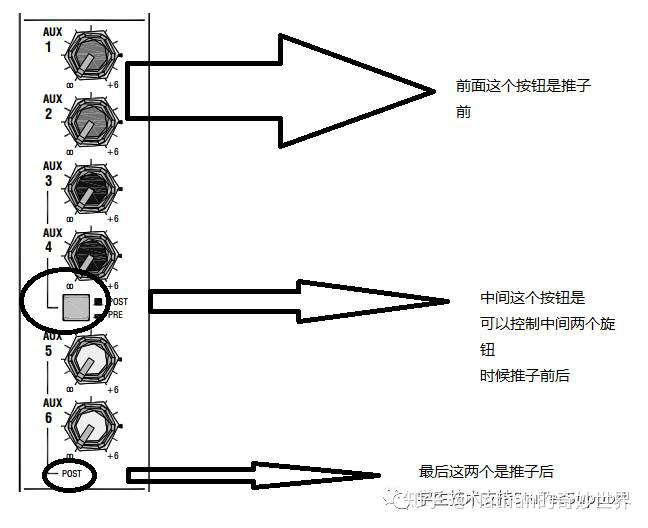 AUX
1
∞
+6
AUX
2
∞
+6
AUX
3
∞
+6
AUX
4
∞
+6
POST
PRE
AUX
5
∞
+6
AUX
6
∞
+6
POST
前面这个按钮是推子
前
中间这个按钮是
可以控制中间两个旋
钮
时候推子前后
最后这两个是推子后